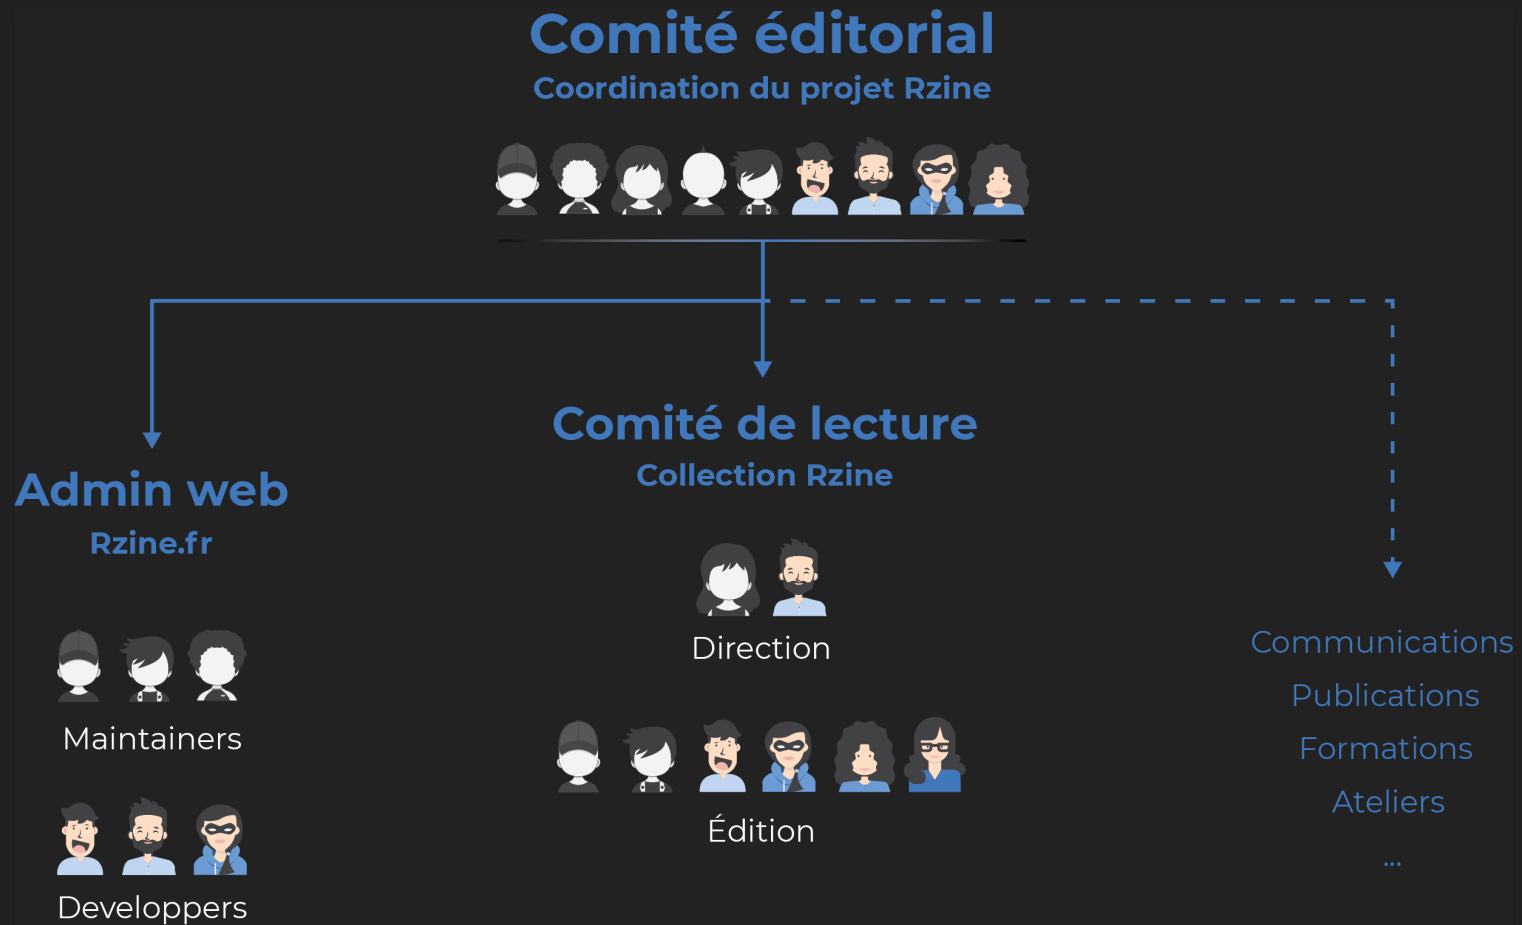 Comité éditorial
Coordination du projet Rzine
Admin web
Rzine.fr
Maintainers
Developpers
Comité de lecture
Collection Rzine
Direction
Édition
Communications
Publications
Formations
Ateliers
...